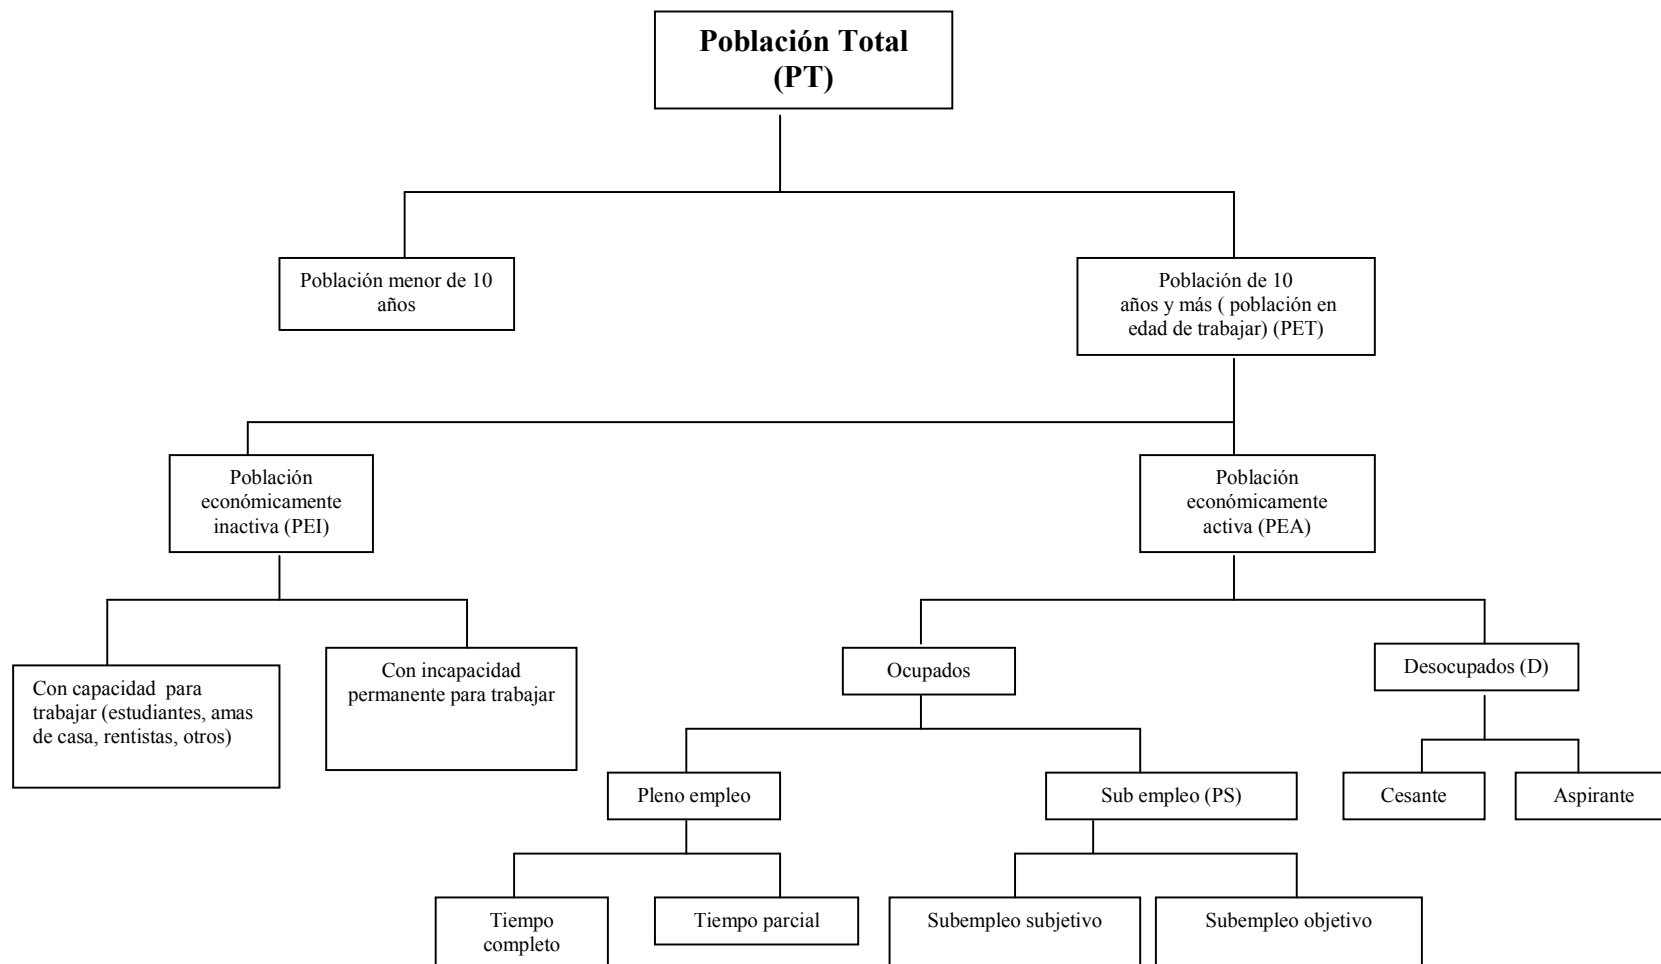 Población Total
(PT)
Población menor de 10
años
Población de 10
años y más ( población en
edad de trabajar) (PET)
Población
económicamente
inactiva (PEI)
Población
económicamente
activa (PEA)
Con capacidad para
trabajar (estudiantes, amas
de casa, rentistas, otros)
Con incapacidad
permanente para trabajar
Ocupados
Desocupados (D)
Pleno empleo
Sub empleo (PS)
Cesante
Aspirante
Tiempo
completo
Tiempo parcial
Subempleo subjetivo
Subempleo objetivo